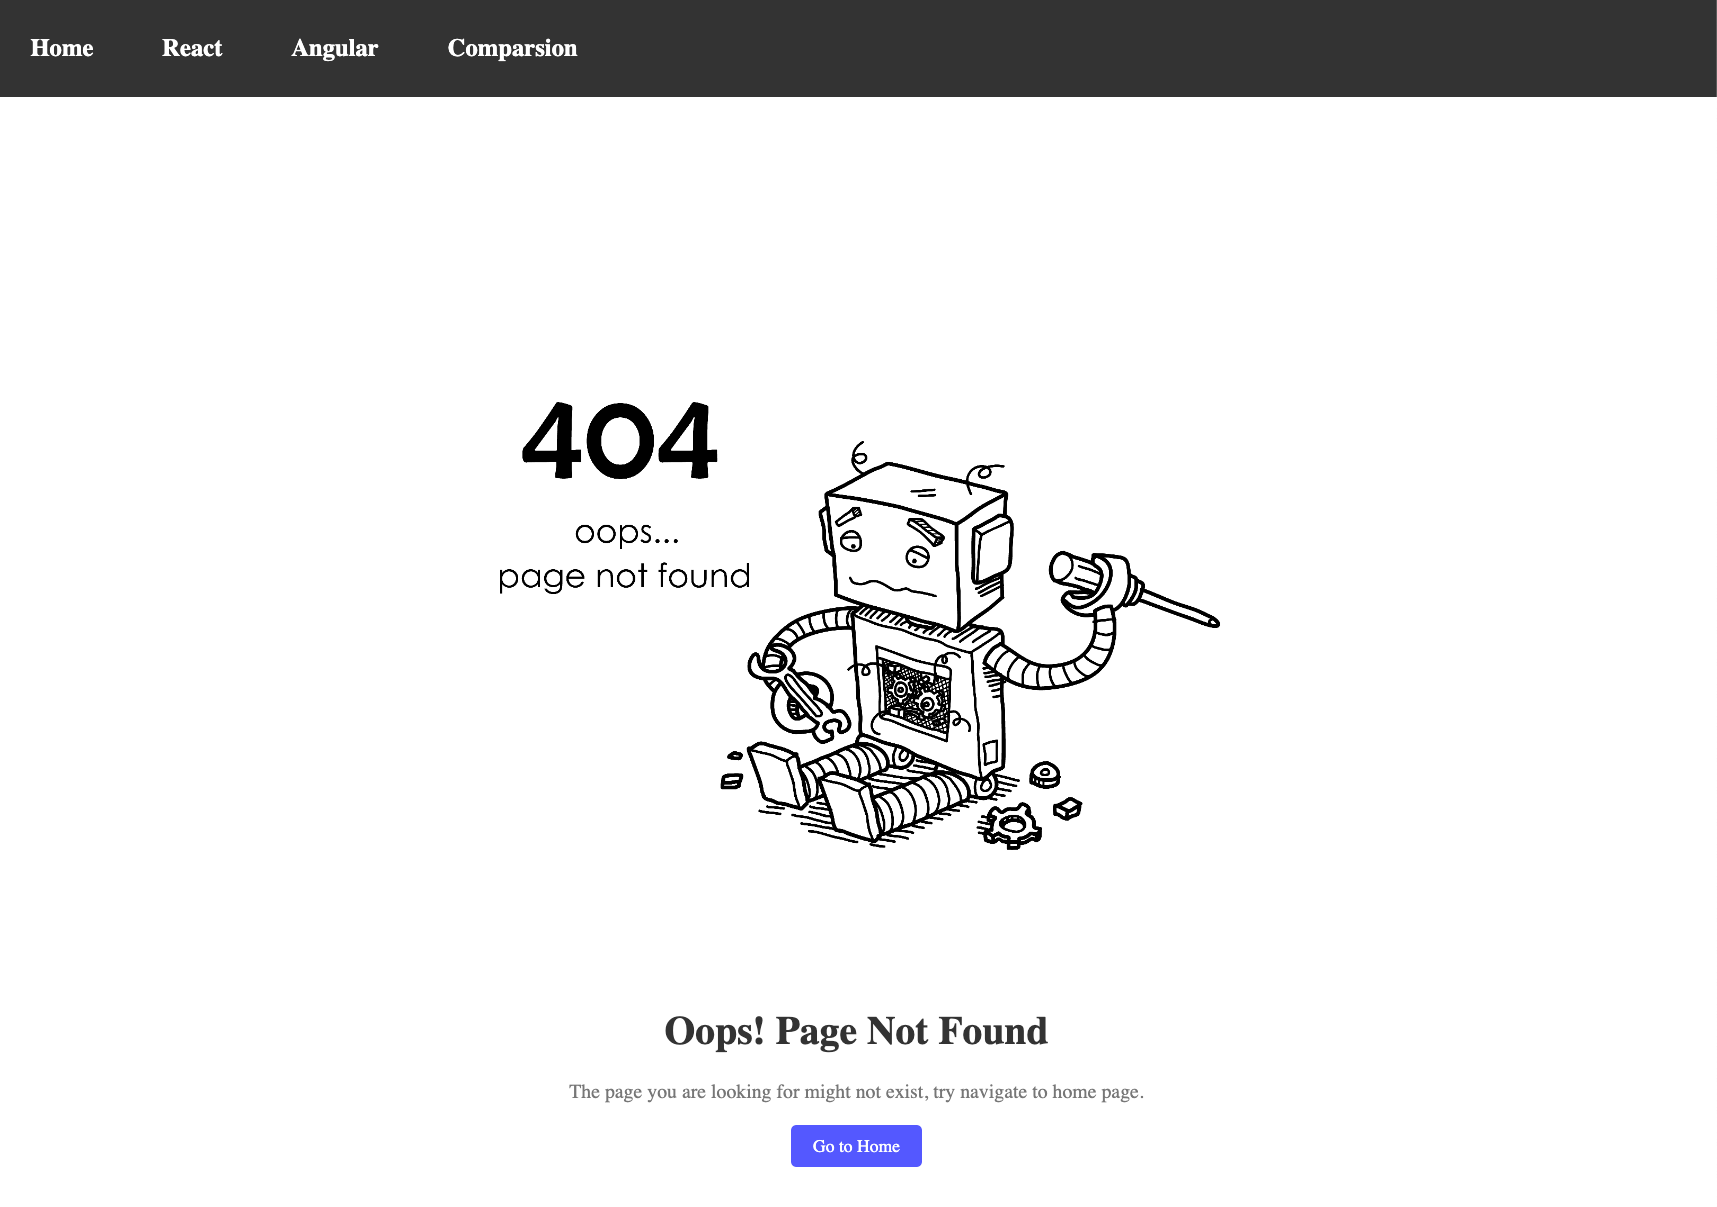 Home React Angular Comparsion
404
oops...
page not found
Oops! Page Not Found
The page you are looking for might not exist, try navigate to home page.
Go to Home